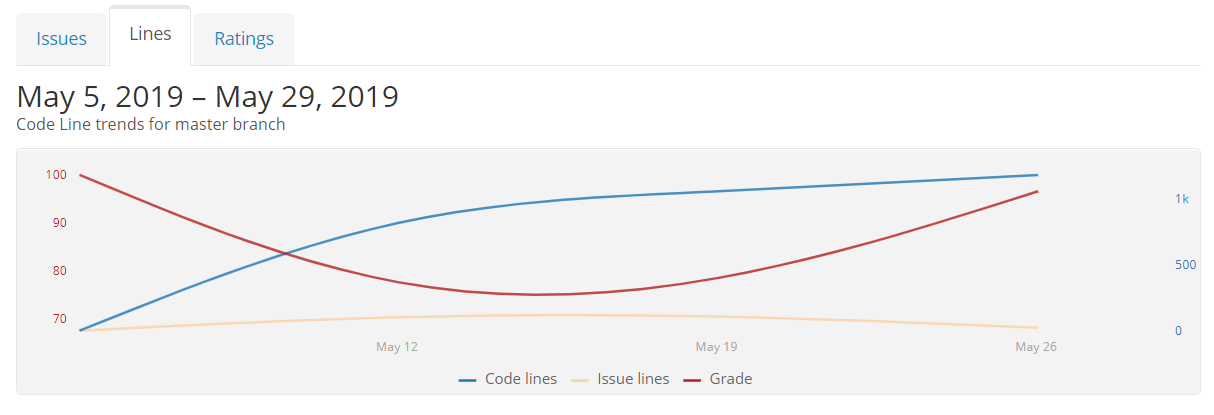 Issues Lines Ratings
May 5, 2019 – May 29, 2019
Code Line trends for master branch
100
1k
90
80
500
70
0
May 12 May 19 May 26
Code lines Issue lines Grade